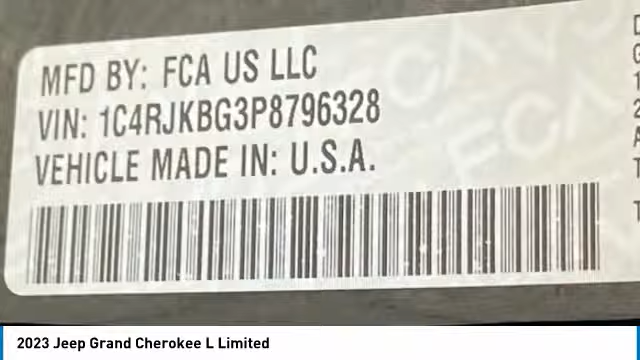 MFD BY: FCA US LLC
VIN: 1C4RJKBG3P8796328
VEHICLE MADE IN: U.S.A.
2023 Jeep Grand Cherokee L Limited